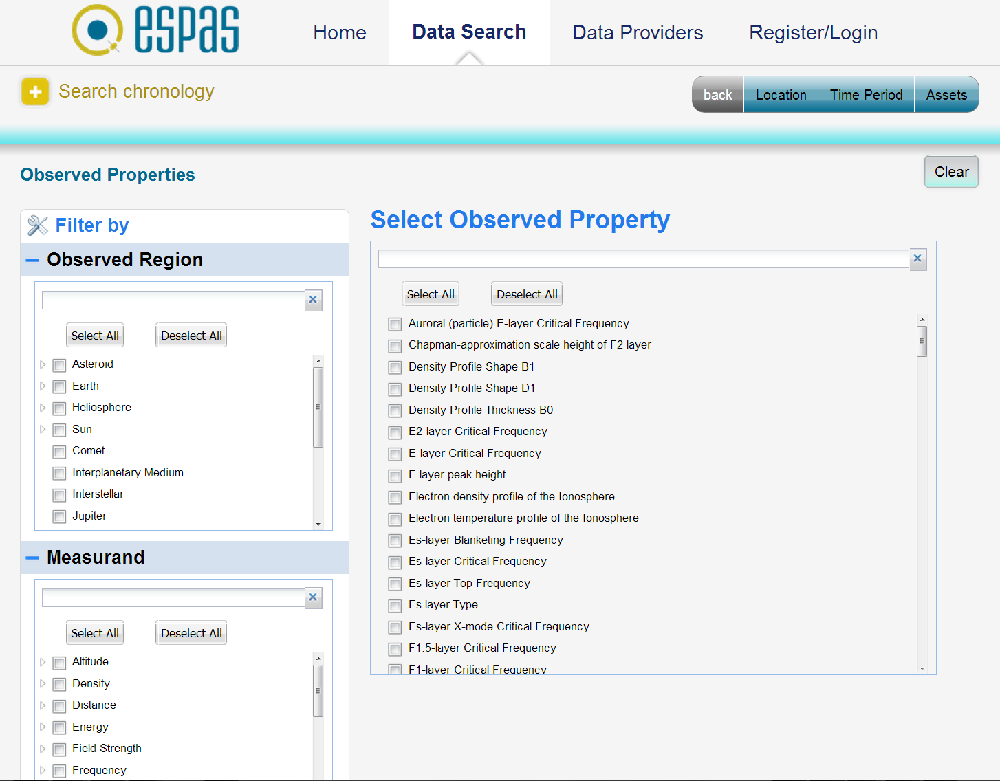 espas
Home
Data Search
Data Providers
Register/Login
Search chronology
back
Location
Time Period
Assets
Observed Properties
Clear
Filter by
Observed Region
Select All
Deselect All
Asteroid
Earth
Heliosphere
Sun
Comet
Interplanetary Medium
Interstellar
Jupiter
Measurand
Select All
Deselect All
Altitude
Density
Distance
Energy
Field Strength
Frequency
Select Observed Property
Select All
Deselect All
Auroral (particle) E-layer Critical Frequency
Chapman-approximation scale height of F2 layer
Density Profile Shape B1
Density Profile Shape D1
Density Profile Thickness B0
E2-layer Critical Frequency
E-layer Critical Frequency
E layer peak height
Electron density profile of the Ionosphere
Electron temperature profile of the Ionosphere
Es-layer Blanketing Frequency
Es-layer Critical Frequency
Es-layer Top Frequency
Es layer Type
Es-layer X-mode Critical Frequency
F1.5-layer Critical Frequency
F1-layer Critical Frequency